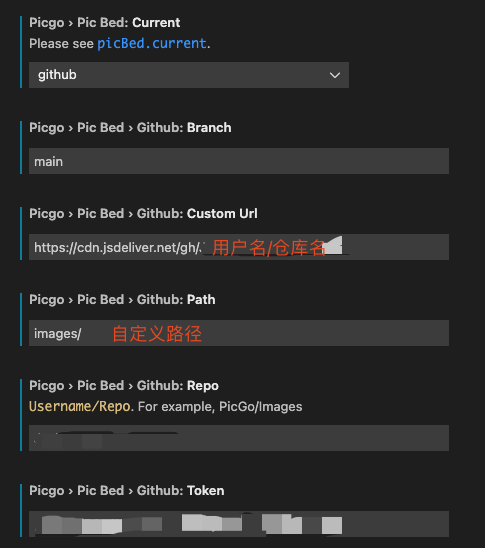 Picgo › Pic Bed: Current
Please see picBed.current.
github
Picgo › Pic Bed › Github: Branch
main
Picgo › Pic Bed › Github: Custom Url
https://cdn.jsdeliver.net/gh/ 用户名/仓库名
Picgo › Pic Bed › Github: Path
images/ 自定义路径
Picgo › Pic Bed › Github: Repo
Username/Repo. For example, PicGo/Images
Picgo › Pic Bed › Github: Token